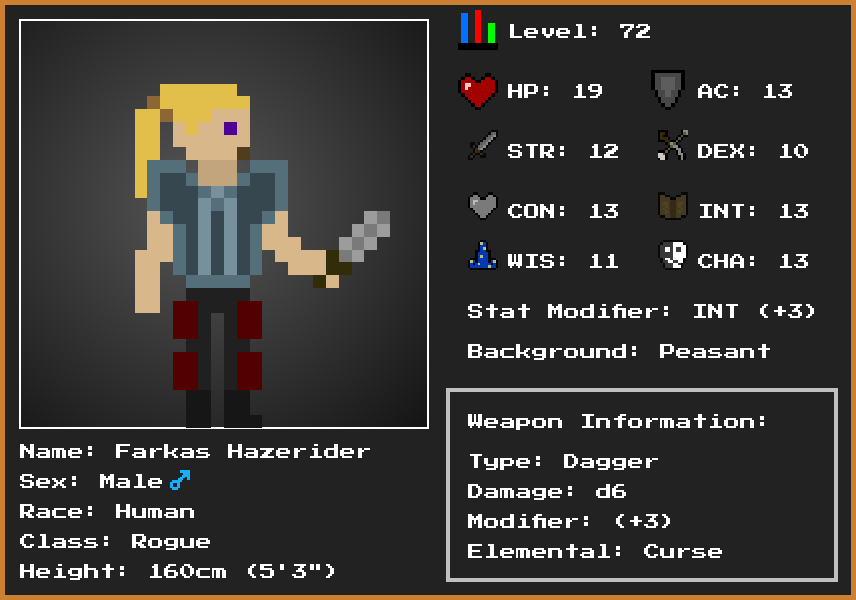 Level: 72
HP: 19
AC: 13
STR: 12
DEX: 10
CON: 13
INT: 13
WIS: 11
CHA: 13
Stat Modifier: INT (+3)
Background: Peasant
Weapon Information:
Type: Dagger
Damage: d6
Modifier: (+3)
Elemental: Curse
Name: Farkas Hazerider
Sex: Male ♂
Race: Human
Class: Rogue
Height: 160cm (5'3")